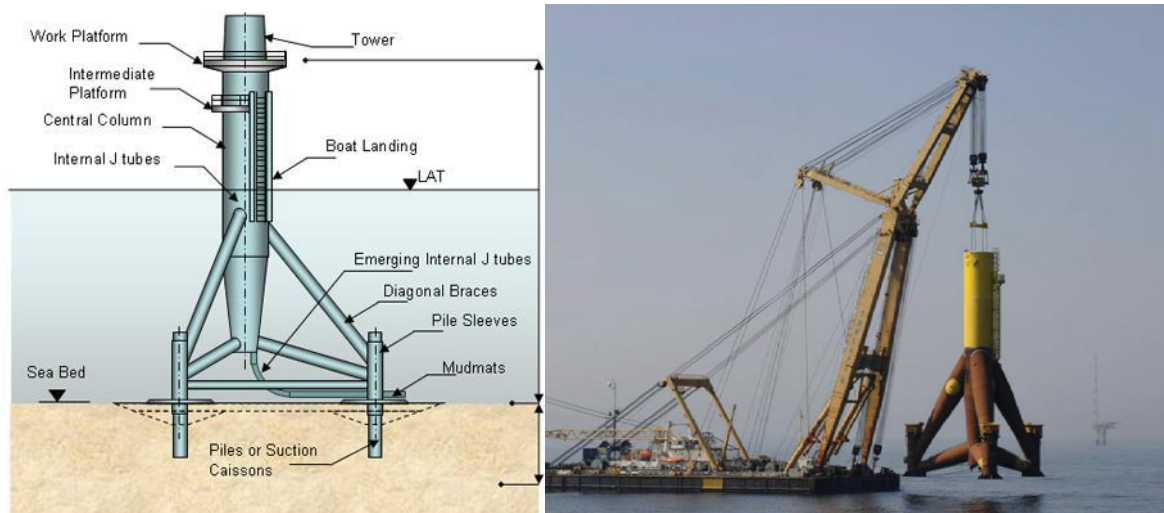 Work Platform
Tower
Intermediate
Platform
Central Column
Internal J tubes
Boat Landing
LAT
Emerging Internal J tubes
Diagonal Braces
Pile Sleeves
Sea Bed
Mudmats
Piles or Suction
Caissons